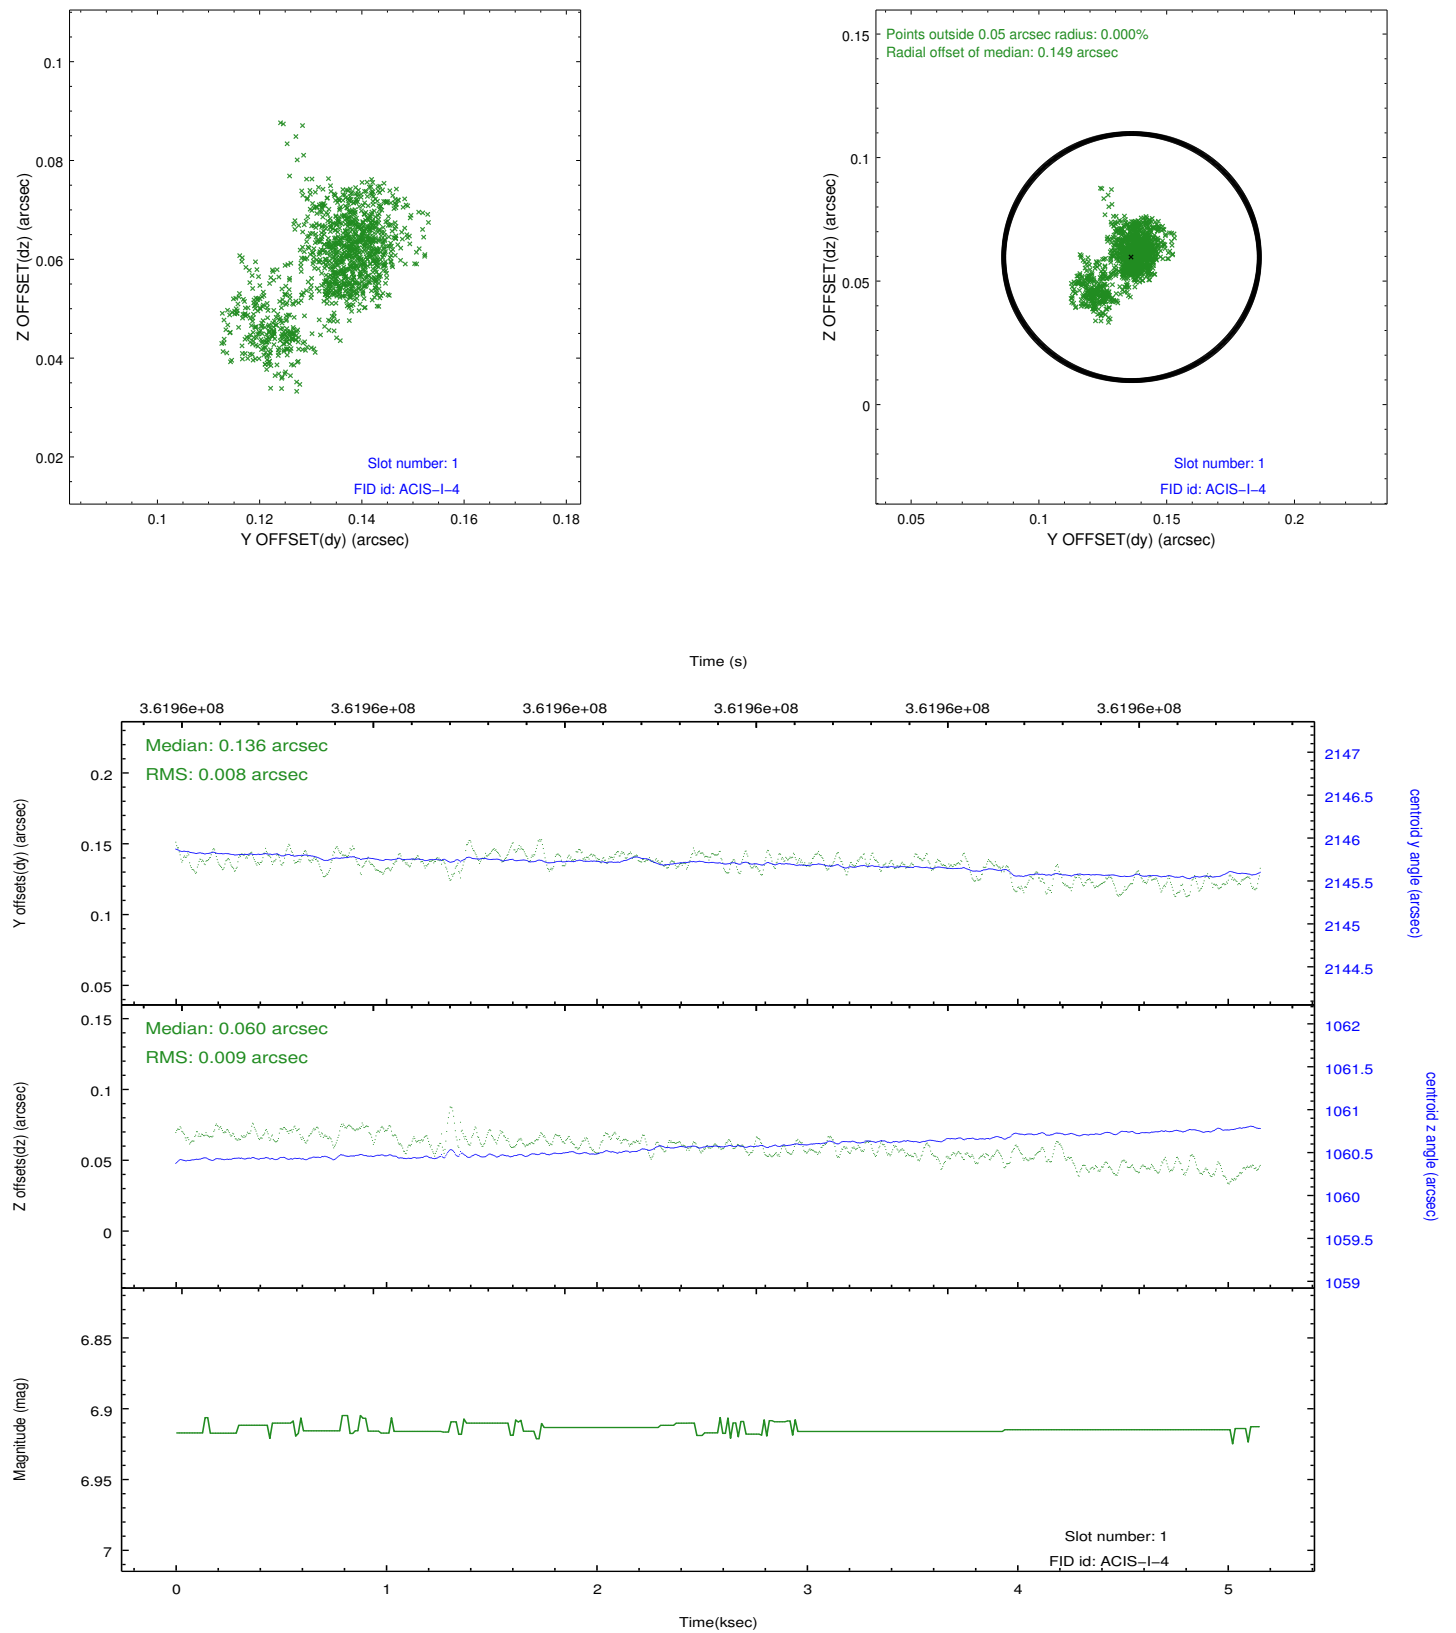 0.1
0.08
0.06
0.04
0.02
Z OFFSET(dz) (arcsec)
Slot number: 1
FID id: ACIS−I−4
0.1 0.12 0.14 0.16 0.18
Y OFFSET(dy) (arcsec)
Points outside 0.05 arcsec radius: 0.000%
Radial offset of median: 0.149 arcsec
0.15
0.1
0.05
0
Z OFFSET(dz) (arcsec)
Slot number: 1
FID id: ACIS−I−4
0.05 0.1 0.15 0.2
Y OFFSET(dy) (arcsec)
Time (s)
3.6196e+08 3.6196e+08 3.6196e+08 3.6196e+08 3.6196e+08 3.6196e+08
Median: 0.136 arcsec
RMS: 0.008 arcsec
0.2
0.15
0.1
0.05
Y offsets(dy) (arcsec)
2147
2146.5
2146
2145.5
2145
2144.5
centroid y angle (arcsec)
Median: 0.060 arcsec
RMS: 0.009 arcsec
0.15
0.1
0.05
0
Z offsets(dz) (arcsec)
1062
1061.5
1061
1060.5
1060
1059.5
1059
centroid z angle (arcsec)
6.85
6.9
6.95
7
Magnitude (mag)
Slot number: 1
FID id: ACIS−I−4
0 1 2 3 4 5
Time(ksec)